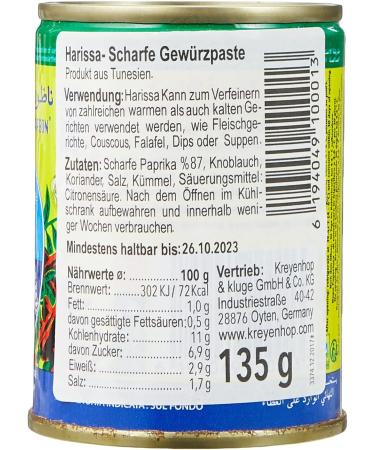 Harissa- Scharfe Gewürzpaste
Produkt aus Tunesien.
Verwendung: Harissa Kann zum Verfeinern
von zahlreichen warmen als auch kalten Ge-
richten verwendet werden, wie Fleischge-
richte, Couscous, Falafel, Dips oder Suppen.
Zutaten: Scharfe Paprika %87, Knoblauch,
Koriander, Salz, Kümmel, Säuerungsmittel:
Citronensäure. Nach dem Öffnen im Kühl-
schrank aufbewahren und innerhalb weni-
ger Wochen verbrauchen.
6194049100013
Mindestens haltbar bis:26.10.2023
Nährwerte ø: 100 g
Brennwert: 302 KJ / 72Kcal
Fett: 1,0 g
davon gesättigte Fettsäuren: 0,5 g
Kohlenhydrate: 11 g
davon Zucker: 6,9 g
Eiweiß: 2,9 g
Salz: 1,7 g
Vertrieb: Kreyenhop
& kluge GmbH & Co. KG
Industriestraße 40-42
28876 Oyten, Germany
www.kreyenhop.com
135 g